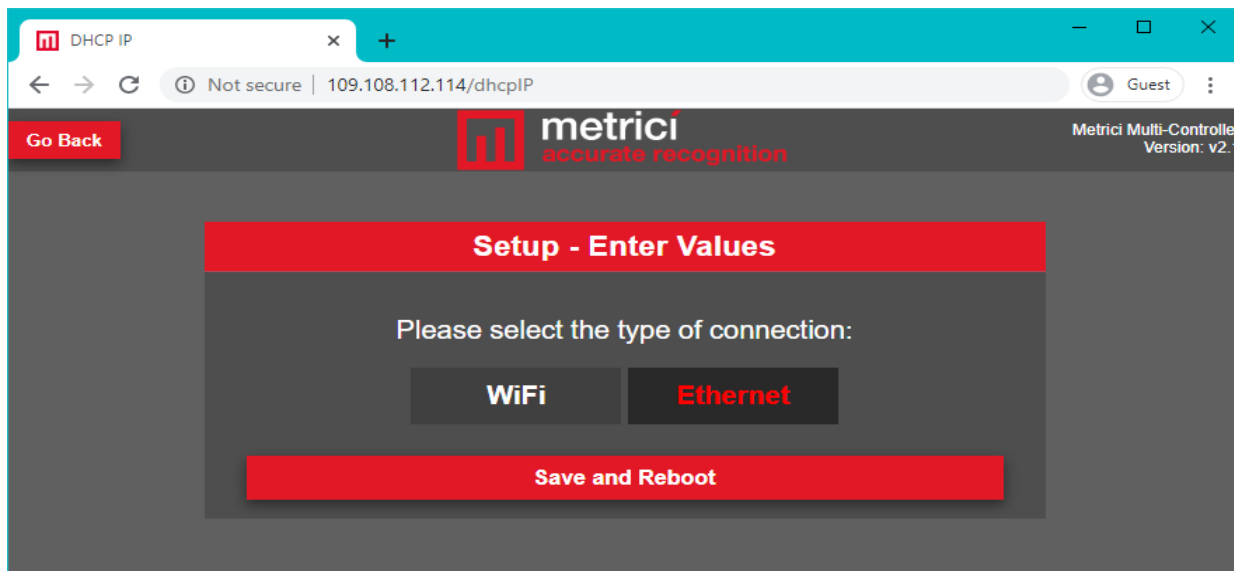 DHCP IP
Not secure | 109.108.112.114/dhcpIP
Guest
Go Back
metrici
accurate recognition
Metrici Multi-Controlle
Version: v2.
Setup - Enter Values
Please select the type of connection:
WiFi
Ethernet
Save and Reboot